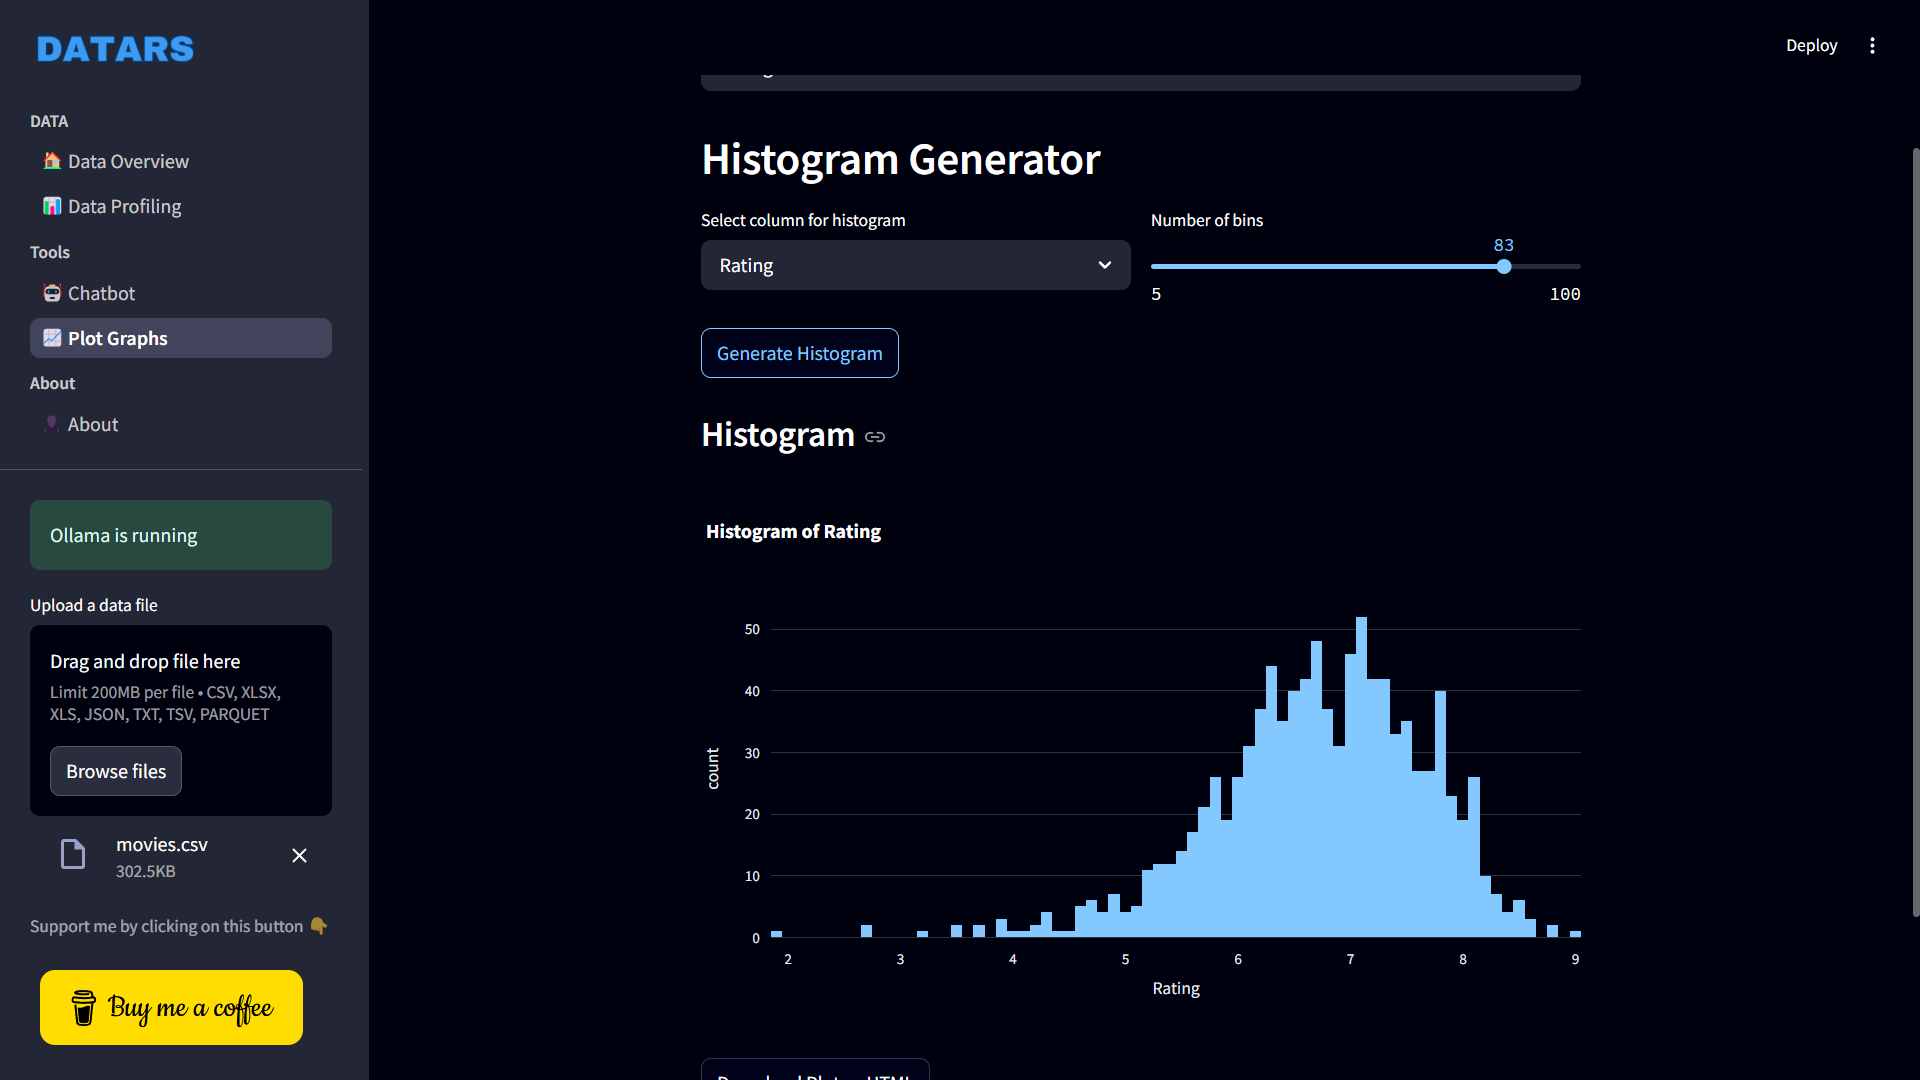 DATARS
Deploy
DATA
Data Overview
Data Profiling
Tools
Chatbot
Plot Graphs
About
About
Ollama is running
Upload a data file
Drag and drop file here
Limit 200MB per file • CSV, XLSX,
XLS, JSON, TXT, TSV, PARQUET
Browse files
movies.csv
302.5KB
Support me by clicking on this button
Buy me a coffee
Histogram Generator
Select column for histogram
Rating
Number of bins
83
5
100
Generate Histogram
Histogram
Histogram of Rating
50
40
30
20
10
0
count
2 3 4 5 6 7 8 9
Rating